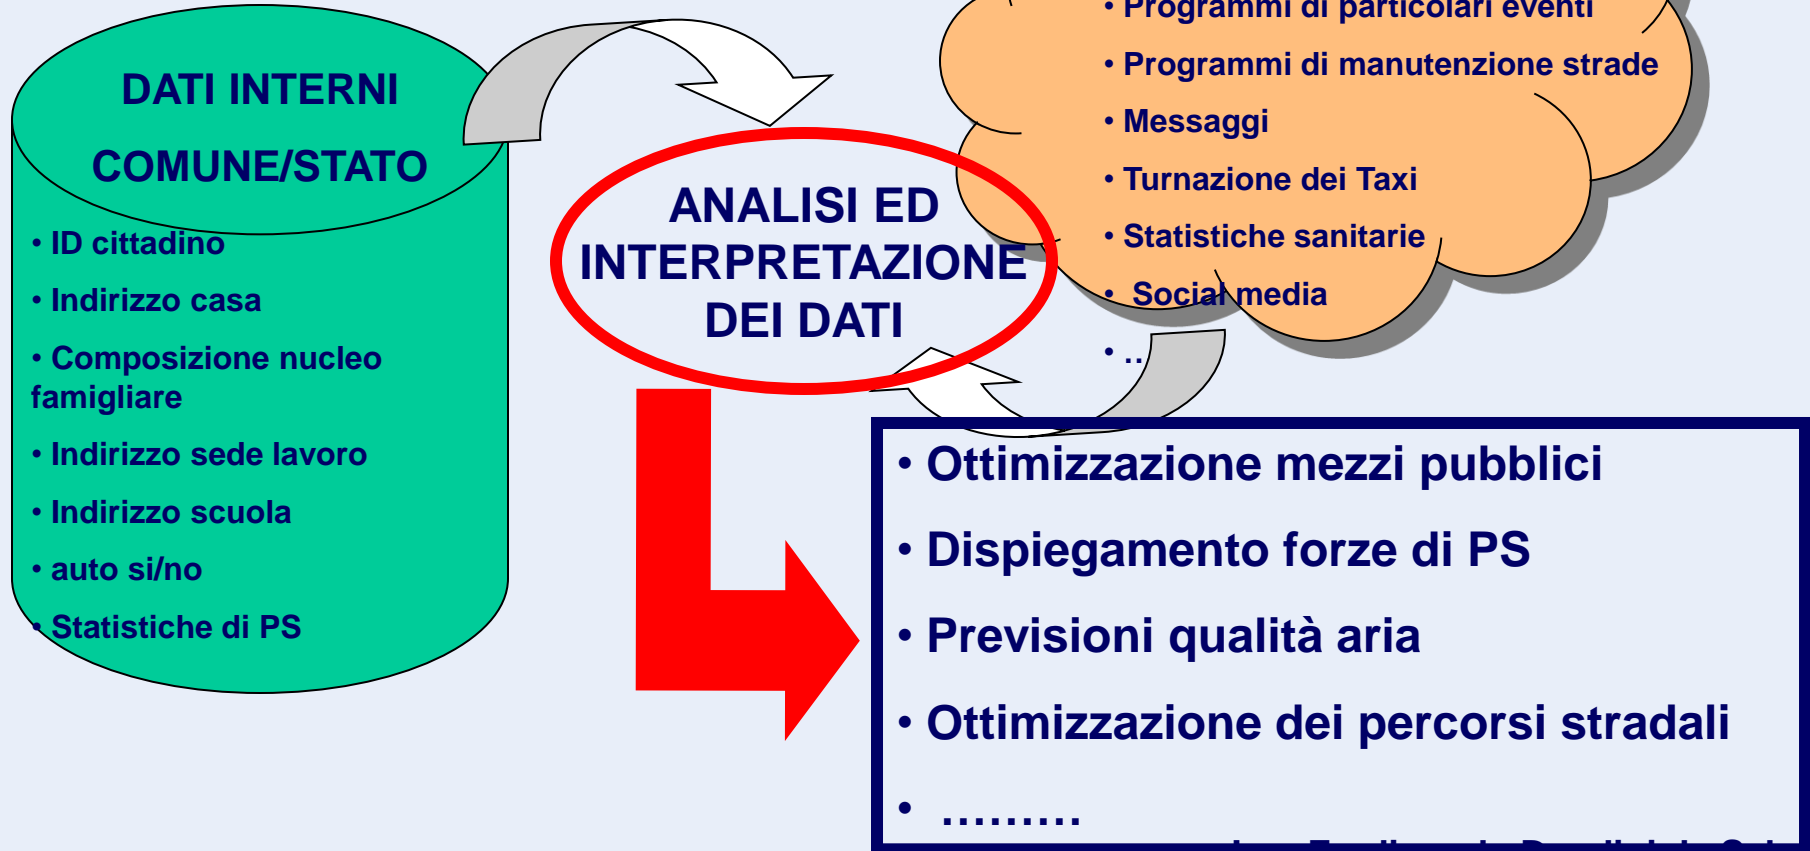 DATI INTERNI
COMUNE/STATO
• ID cittadino
• Indirizzo casa
• Composizione nucleo
famigliare
• Indirizzo sede lavoro
• Indirizzo scuola
• auto si/no
• Statistiche di PS
ANALISI ED
INTERPRETAZIONE
DEI DATI
• Programmi di particolari eventi
• Programmi di manutenzione strade
• Messaggi
• Turnazione dei Taxi
• Statistiche sanitarie
• Social media
• ..
• Ottimizzazione mezzi pubblici
• Dispiegamento forze di PS
• Previsioni qualità aria
• Ottimizzazione dei percorsi stradali
• .........